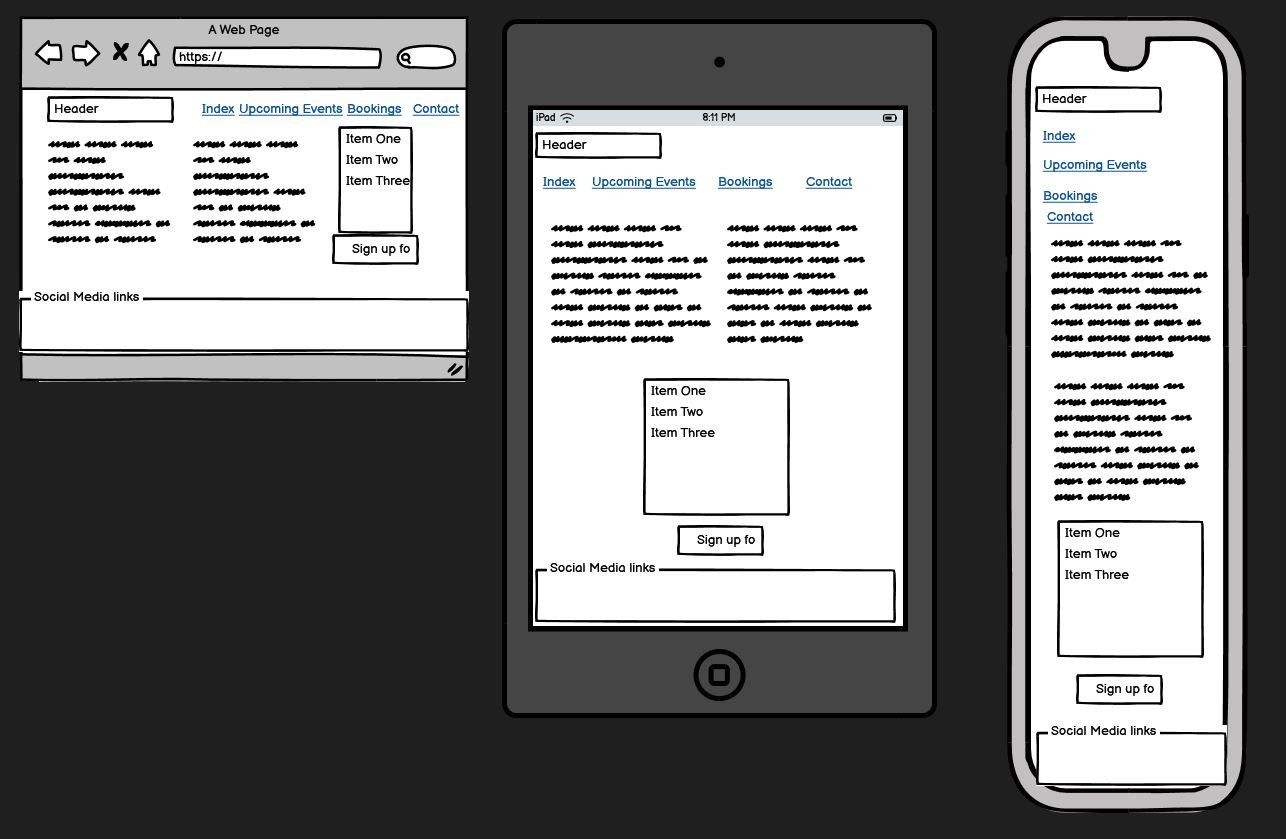 A Web Page
https://
Header
Index Upcoming Events Bookings Contact
Item One
Item Two
Item Three
Sign up fo
Social Media links
iPad 8:11 PM
Header
Index Upcoming Events Bookings Contact
Item One
Item Two
Item Three
Sign up fo
Social Media links
Header
Index
Upcoming Events
Bookings
Contact
Item One
Item Two
Item Three
Sign up fo
Social Media links